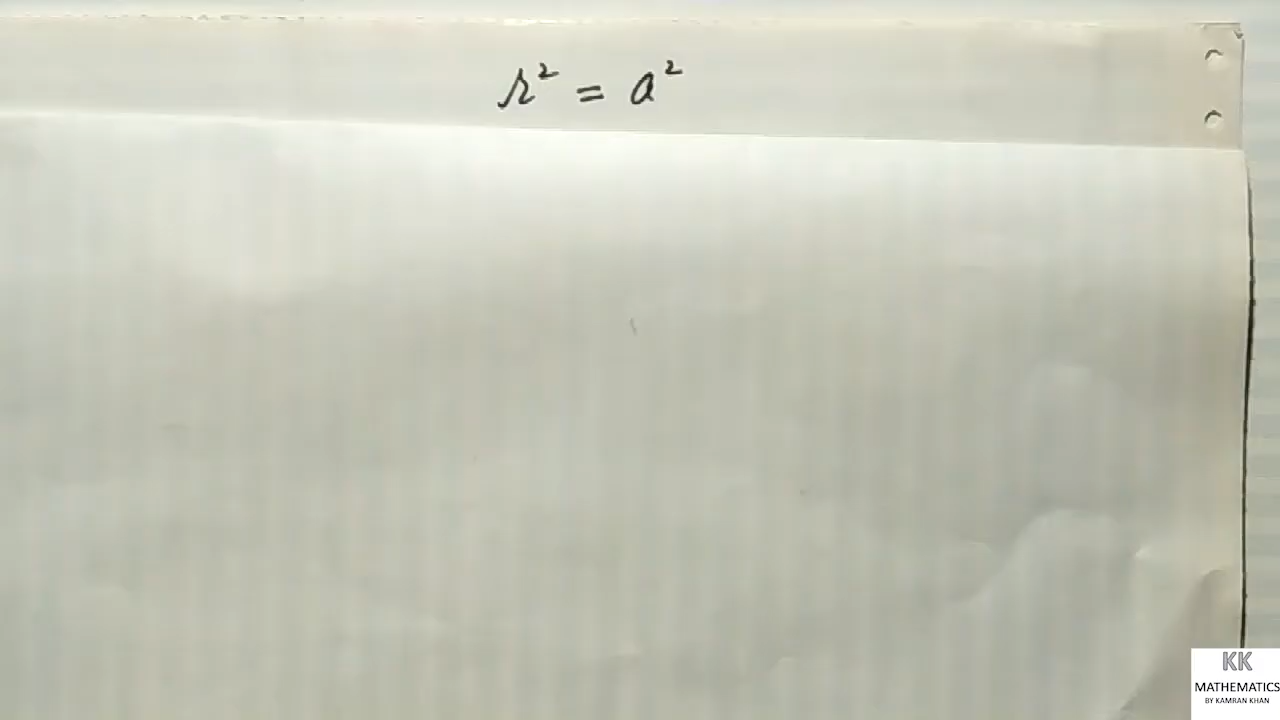 r² = a²
KK
MATHEMATICS
BY KAMRAN KHAN